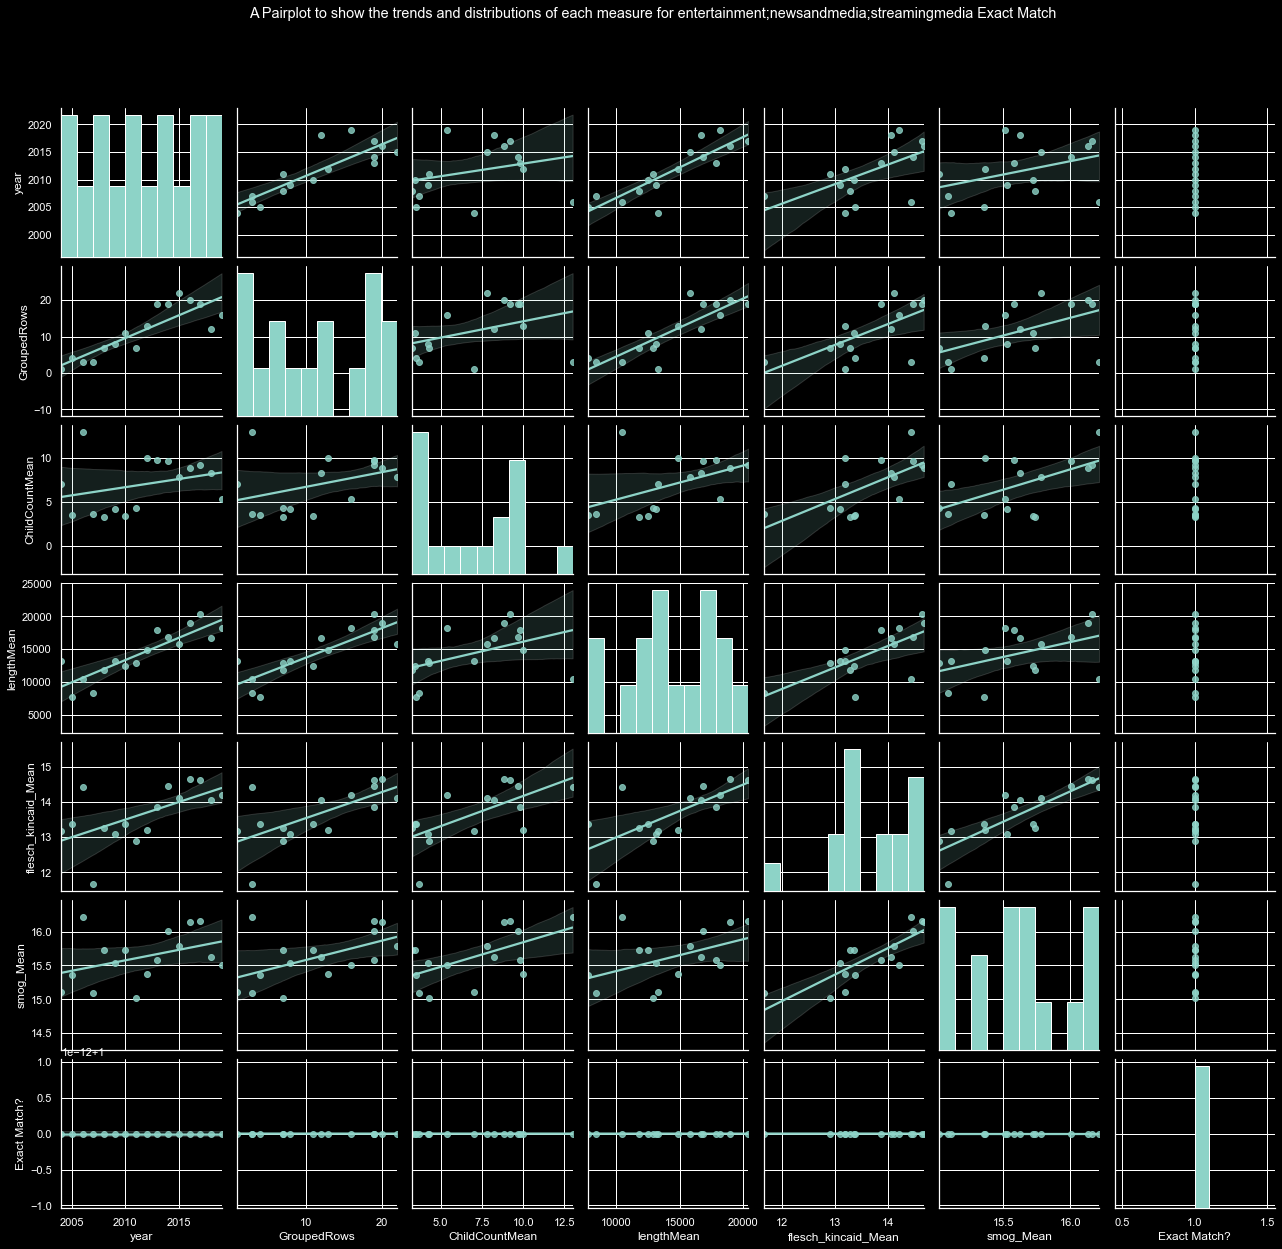 A Pairplot to show the trends and distributions of each measure for entertainment;newsandmedia;streamingmedia Exact Match
2020
2015
2010
2005
2000
year
20
10
0
−10
GroupedRows
10
5
0
ChildCountMean
25000
20000
15000
10000
5000
lengthMean
15
14
13
12
flesch_kincaid_Mean
16.0
15.5
15.0
14.5
smog_Mean
1e−12+1
1.0
0.5
0.0
−0.5
−1.0
Exact Match?
2005 2010 2015
10 20
5.0 7.5 10.0 12.5
10000 15000 20000
12 13 14
15.5 16.0
0.5 1.0 1.5
year GroupedRows ChildCountMean lengthMean flesch_kincaid_Mean smog_Mean Exact Match?